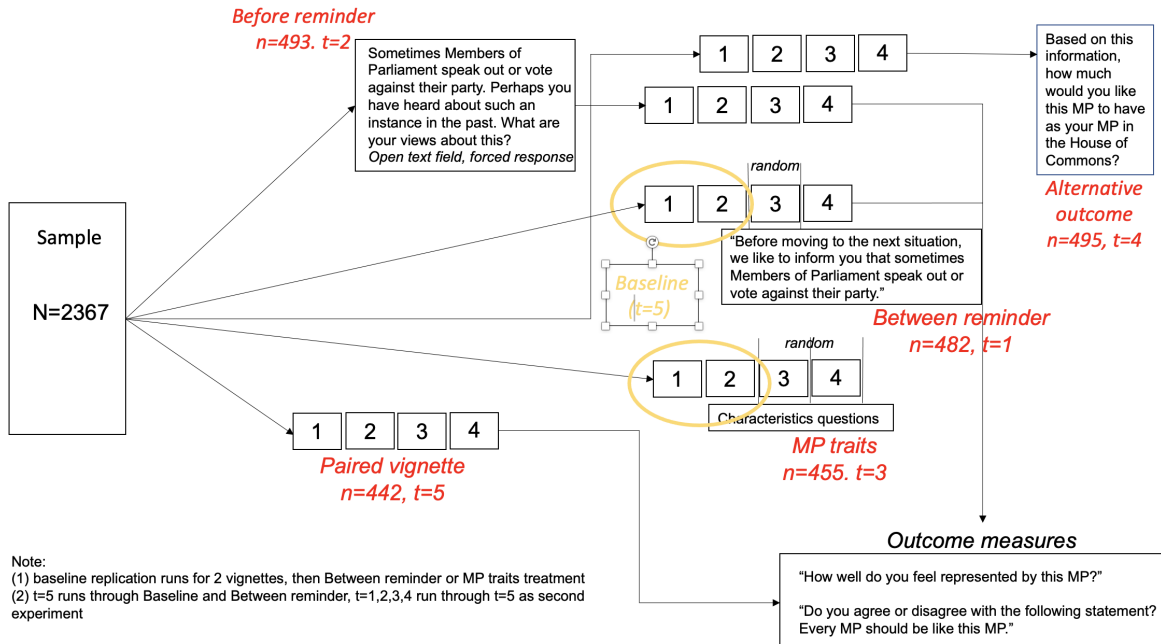 Before reminder
n=493. t=2
Sometimes Members of
Parliament speak out or vote
against their party. Perhaps you
have heard about such an
instance in the past. What are
your views about this?
Open text field, forced response
1 2 3 4
Based on this
information,
how much
would you like
this MP to have
as your MP in
the House of
Commons?
Alternative
outcome
n=495, t=4
1 2 3 4
random
1 2 3 4
“Before moving to the next situation,
we like to inform you that sometimes
Members of Parliament speak out or
vote against their party.”
Between reminder
n=482, t=1
Baseline
(t=5)
Sample
N=2367
random
1 2 3 4
Characteristics questions
MP traits
n=455. t=3
1 2 3 4
Paired vignette
n=442, t=5
Outcome measures
“How well do you feel represented by this MP?”
“Do you agree or disagree with the following statement?
Every MP should be like this MP.”
Note:
(1) baseline replication runs for 2 vignettes, then Between reminder or MP traits treatment
(2) t=5 runs through Baseline and Between reminder, t=1,2,3,4 run through t=5 as second
experiment